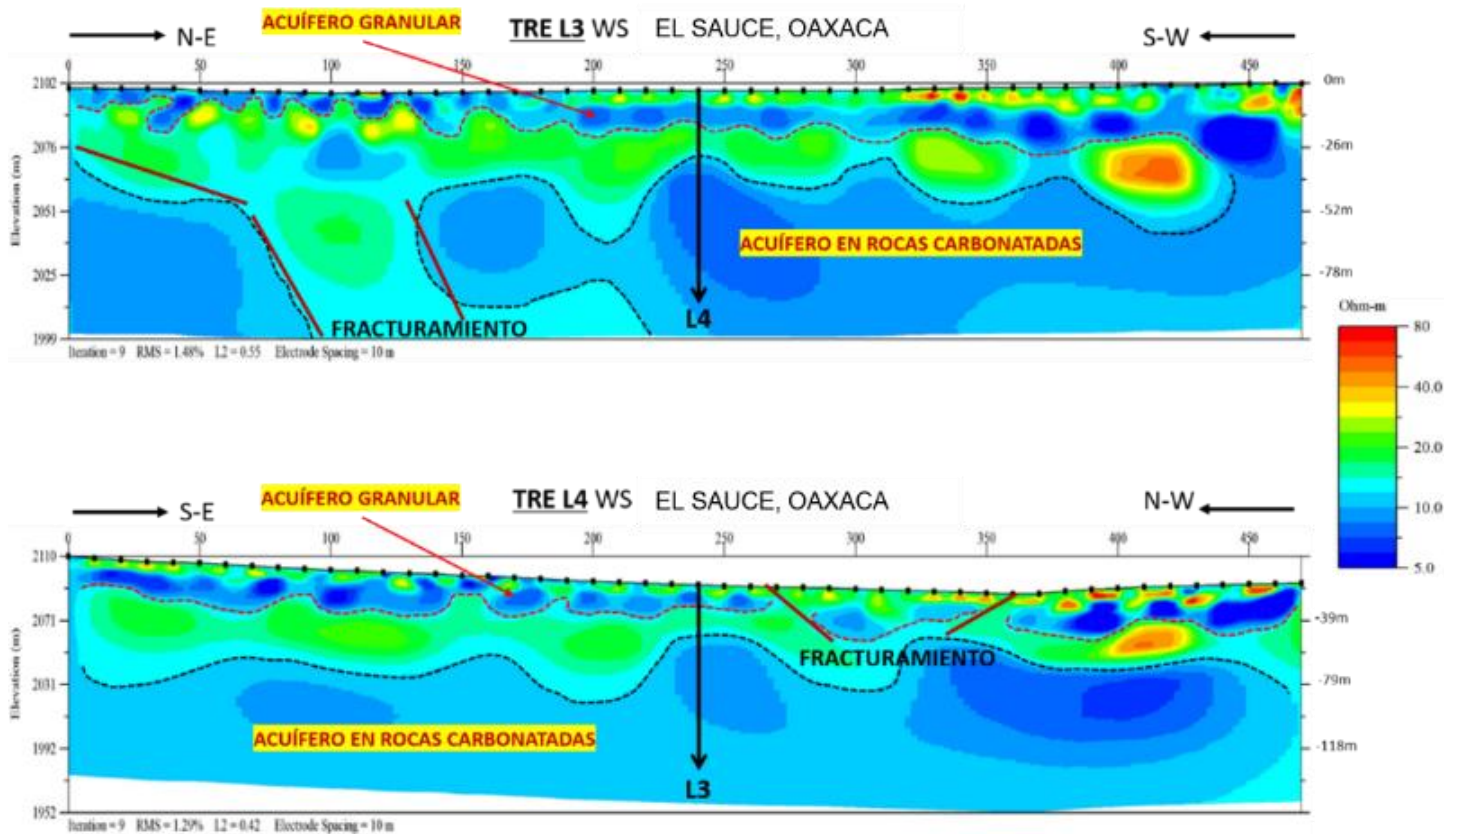 ACUÍFERO GRANULAR
TRE L3 WS EL SAUCE, OAXACA
N-E
S-W
0 50 100 150 200 250 300 350 400 450
2102
2076
2051
2025
1999
Elevation (m)
0m
-26m
-52m
-78m
ACUÍFERO EN ROCAS CARBONATADAS
FRACTURAMIENTO
L4
Iteration = 9 RMS = 1.48% L2 = 0.55 Electrode Spacing = 10 m
Ohm-m
80
40.0
20.0
10.0
5.0
ACUÍFERO GRANULAR
TRE L4 WS EL SAUCE, OAXACA
S-E
N-W
0 50 100 150 200 250 300 350 400 450
2110
2071
2031
1992
1952
Elevation (m)
-39m
-79m
-118m
FRACTURAMIENTO
ACUÍFERO EN ROCAS CARBONATADAS
L3
Iteration = 9 RMS = 1.29% L2 = 0.42 Electrode Spacing = 10 m